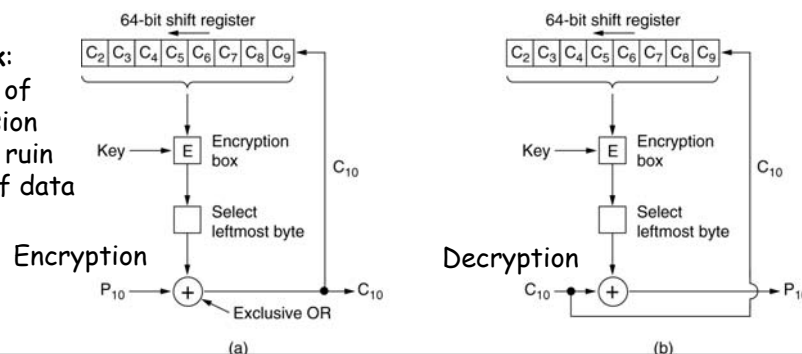 64-bit shift register
C2 C3 C4 C5 C6 C7 C8 C9
Key
E
Encryption
box
C10
Select
leftmost byte
Encryption
P10
+
C10
Exclusive OR
(a)
64-bit shift register
C2 C3 C4 C5 C6 C7 C8 C9
Key
E
Encryption
box
C10
Select
leftmost byte
Decryption
C10
+
P10
(b)
of
ruin
f data